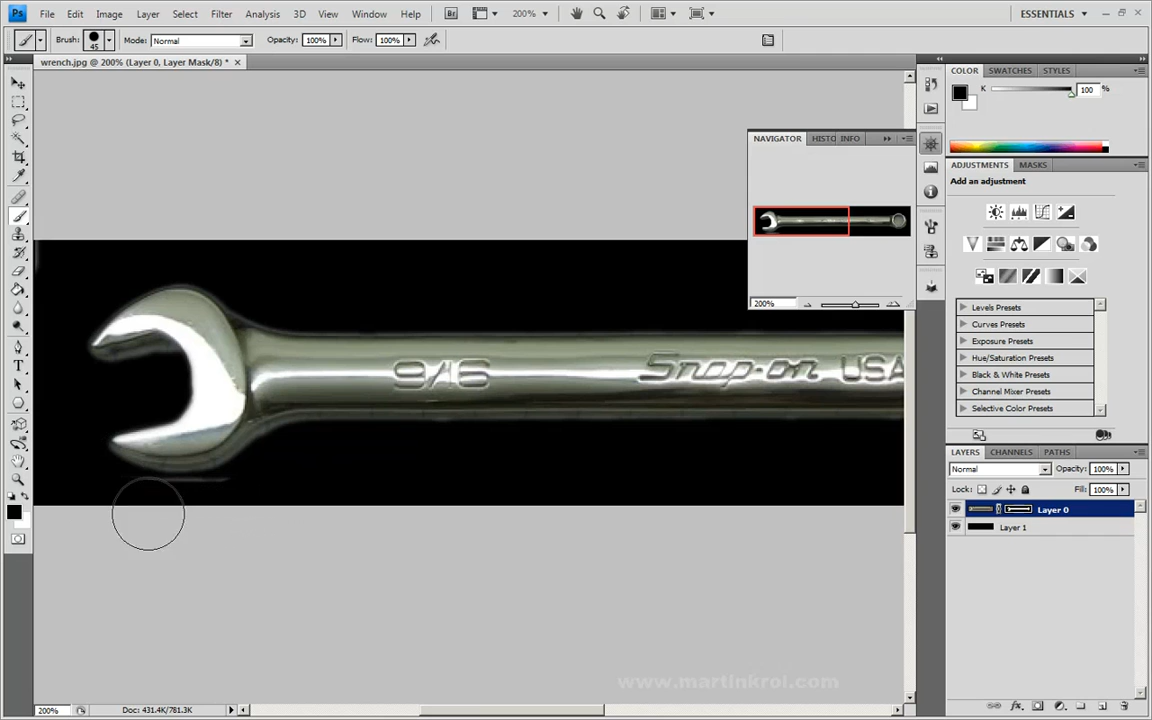 Ps File Edit Image Layer Select Filter Analysis 3D View Window Help Br 200% ESSENTIALS
Brush: 45 Mode: Normal Opacity: 100% Flow: 100%
wrench.jpg @ 200% (Layer 0, Layer Mask/8) *
COLOR SWATCHES STYLES
K 100 %
NAVIGATOR HISTO INFO
200%
ADJUSTMENTS MASKS
Add an adjustment
Levels Presets
Curves Presets
Exposure Presets
Hue/Saturation Presets
Black & White Presets
Channel Mixer Presets
Selective Color Presets
9/16 Snap-on USA
LAYERS CHANNELS PATHS
Normal Opacity: 100%
Lock: Fill: 100%
Layer 0
Layer 1
www.martinkrol.com
200% Doc: 431.4K/781.3K